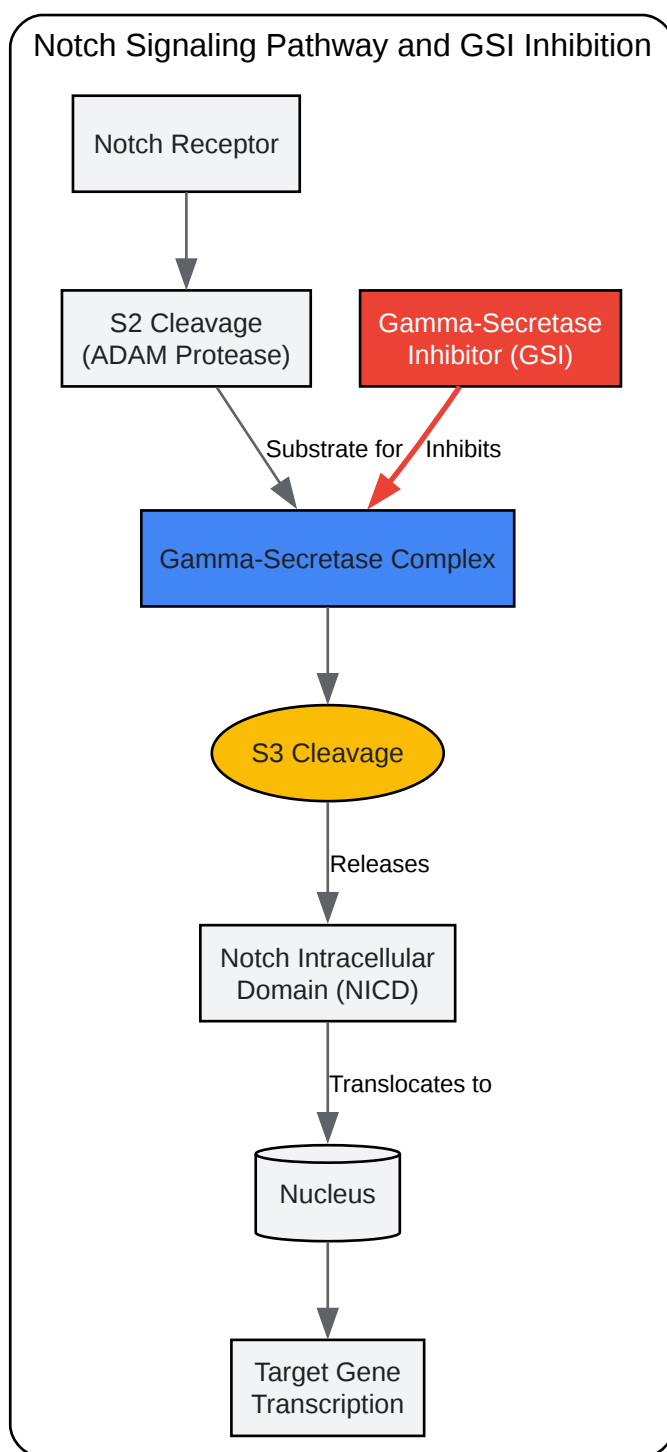 Notch Signaling Pathway and GSI Inhibition
Notch Receptor
S2 Cleavage
(ADAM Protease)
Gamma-Secretase
Inhibitor (GSI)
Substrate for
Inhibits
Gamma-Secretase Complex
S3 Cleavage
Releases
Notch Intracellular
Domain (NICD)
Translocates to
Nucleus
Target Gene
Transcription